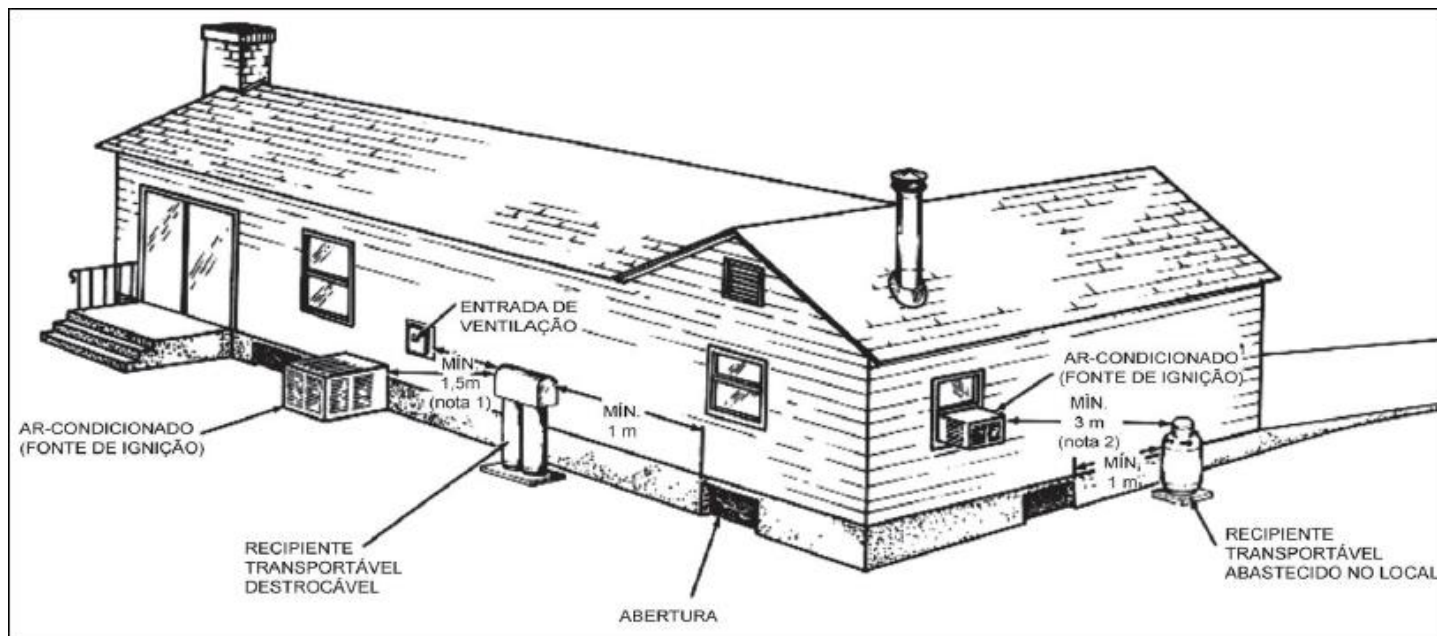 ENTRADA DE
VENTILAÇÃO
MÍN.
1,5m
(nota 1)
MÍN.
1 m
AR-CONDICIONADO
(FONTE DE IGNIÇÃO)
MÍN.
3 m
(nota 2)
MÍN.
1 m
AR-CONDICIONADO
(FONTE DE IGNIÇÃO)
RECIPIENTE
TRANSPORTÁVEL
DESTROCÁVEL
ABERTURA
RECIPIENTE
TRANSPORTÁVEL
ABASTECIDO NO LOCAL